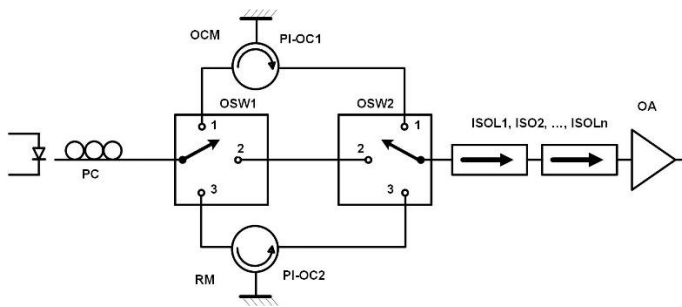 OCM PI-OC1
OSW1 OSW2 OA
1 1 ISOL1, ISO2, ..., ISOLn
2 2
PC
3 3
RM PI-OC2